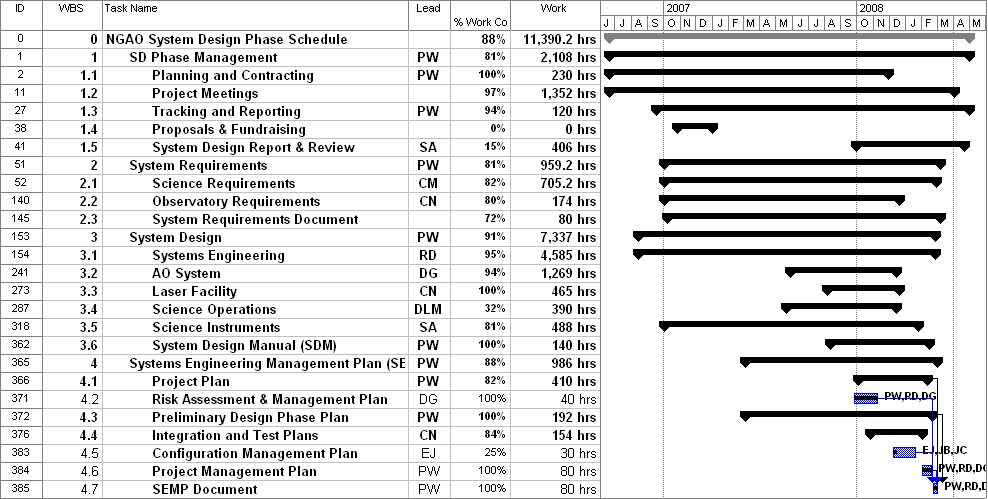 ID WBS Task Name Lead % Work Co Work 2007 2008
J J A S O N D J F M A M J J A S O N D J F M A M
0 0 NGAO System Design Phase Schedule 88% 11,390.2 hrs
1 1 SD Phase Management PW 81% 2,108 hrs
2 1.1 Planning and Contracting PW 100% 230 hrs
11 1.2 Project Meetings 97% 1,352 hrs
27 1.3 Tracking and Reporting PW 94% 120 hrs
38 1.4 Proposals & Fundraising 0% 0 hrs
41 1.5 System Design Report & Review SA 15% 406 hrs
51 2 System Requirements PW 81% 959.2 hrs
52 2.1 Science Requirements CM 82% 705.2 hrs
140 2.2 Observatory Requirements CN 80% 174 hrs
145 2.3 System Requirements Document 72% 80 hrs
153 3 System Design PW 91% 7,337 hrs
154 3.1 Systems Engineering RD 95% 4,585 hrs
241 3.2 AO System DG 94% 1,269 hrs
273 3.3 Laser Facility CN 100% 465 hrs
287 3.4 Science Operations DLM 32% 390 hrs
318 3.5 Science Instruments SA 81% 488 hrs
362 3.6 System Design Manual (SDM) PW 100% 140 hrs
365 4 Systems Engineering Management Plan (SE PW 88% 986 hrs
366 4.1 Project Plan PW 82% 410 hrs
371 4.2 Risk Assessment & Management Plan DG 100% 40 hrs PW,RD,DG
372 4.3 Preliminary Design Phase Plan PW 100% 192 hrs
376 4.4 Integration and Test Plans CN 84% 154 hrs
383 4.5 Configuration Management Plan EJ 25% 30 hrs EJ,JB,JC
384 4.6 Project Management Plan PW 100% 80 hrs PW,RD,DG
385 4.7 SEMP Document PW 100% 80 hrs PW,RD,D